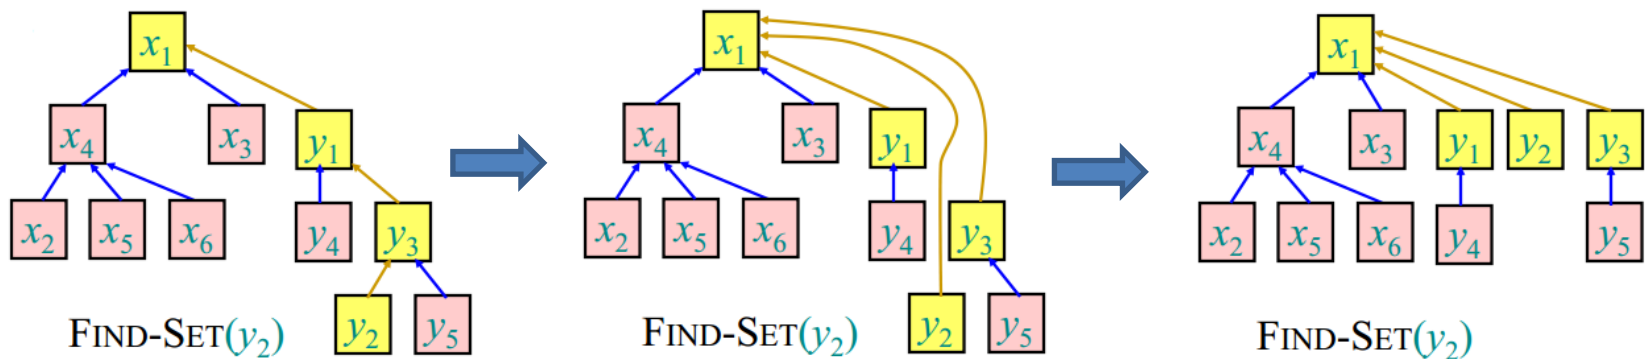 x₁
x₄ x₃ y₁
x₂ x₅ x₆ y₄ y₃
y₂ y₅
FIND-SET(y₂)
x₁
x₄ x₃ y₁
x₂ x₅ x₆ y₄ y₃
y₂ y₅
FIND-SET(y₂)
x₁
x₄ x₃ y₁ y₂ y₃
x₂ x₅ x₆ y₄ y₅
FIND-SET(y₂)